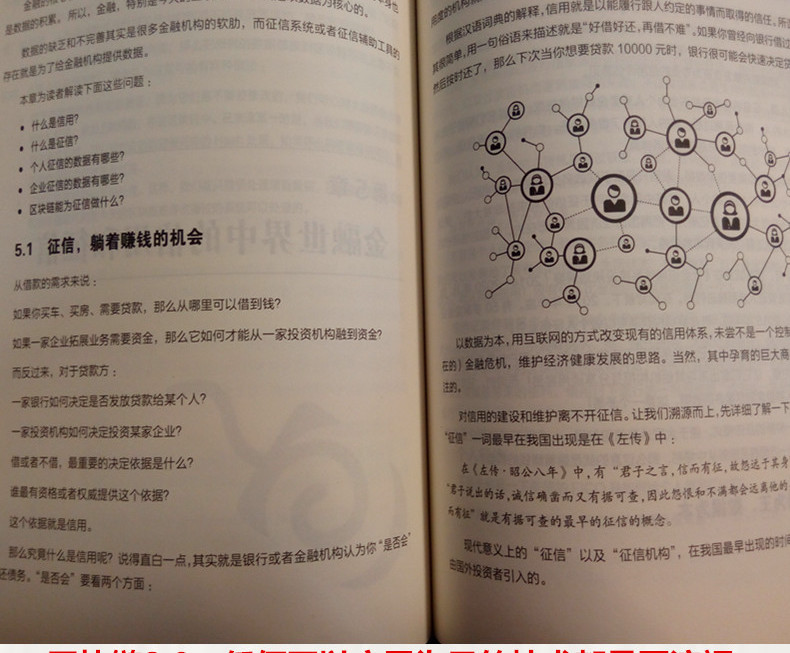 是数据的积累。所以，金融，特别是
数据的缺乏和不完善其实是很多金融机构的软肋，而征信系统或者征信辅助工具的
存在就是为了给金融机构提供数据。
本章为读者解读下面这些问题：
• 什么是信用？
• 什么是征信？
• 个人征信的数据有哪些？
• 企业征信的数据有哪些？
• 区块链能为征信做什么？
5.1 征信，躺着赚钱的机会
从借款的需求来说：
如果你买车、买房、需要贷款，那么从哪里可以借到钱？
如果一家企业拓展业务需要资金，那么它如何才能从一家投资机构融到资金？
而反过来，对于贷款方：
一家银行如何决定是否发放贷款给某个人？
一家投资机构如何决定投资某家企业？
借或者不借，最重要的决定依据是什么？
谁最有资格或者权威提供这个依据？
这个依据就是信用。
那么究竟什么是信用呢？说得直白一点，其实就是银行或者金融机构认为你“是否会”
还债务。“是否会”要看两个方面：
根据汉语词典的解释，信用就是以能履行跟人约定的事情而取得的信任。所
其很简单，用一句俗语来描述就是“好借好还，再借不难”。如果你曾经向银行借过
然后按时还了，那么下次当你想要贷款 10000 元时，银行很可能会快速决定贷
以数据为本，用互联网的方式改变现有的信用体系，未尝不是一个控制
在的）金融危机，维护经济健康发展的思路。当然，其中孕育的巨大商
注的。
对信用的建设和维护离不开征信。让我们溯源而上，先详细了解一下
“征信”一词最早在我国出现是在《左传》中：
在《左传·昭公八年》中，有“君子之言，信而有征，故怨远于其身
“君子说出的话，诚信确凿而又有据可查，因此怨恨和不满都会远离他的
而有征”就是有据可查的最早的征信的概念。
现代意义上的“征信”以及“征信机构”，在我国最早出现的时间
由国外投资者引入的。